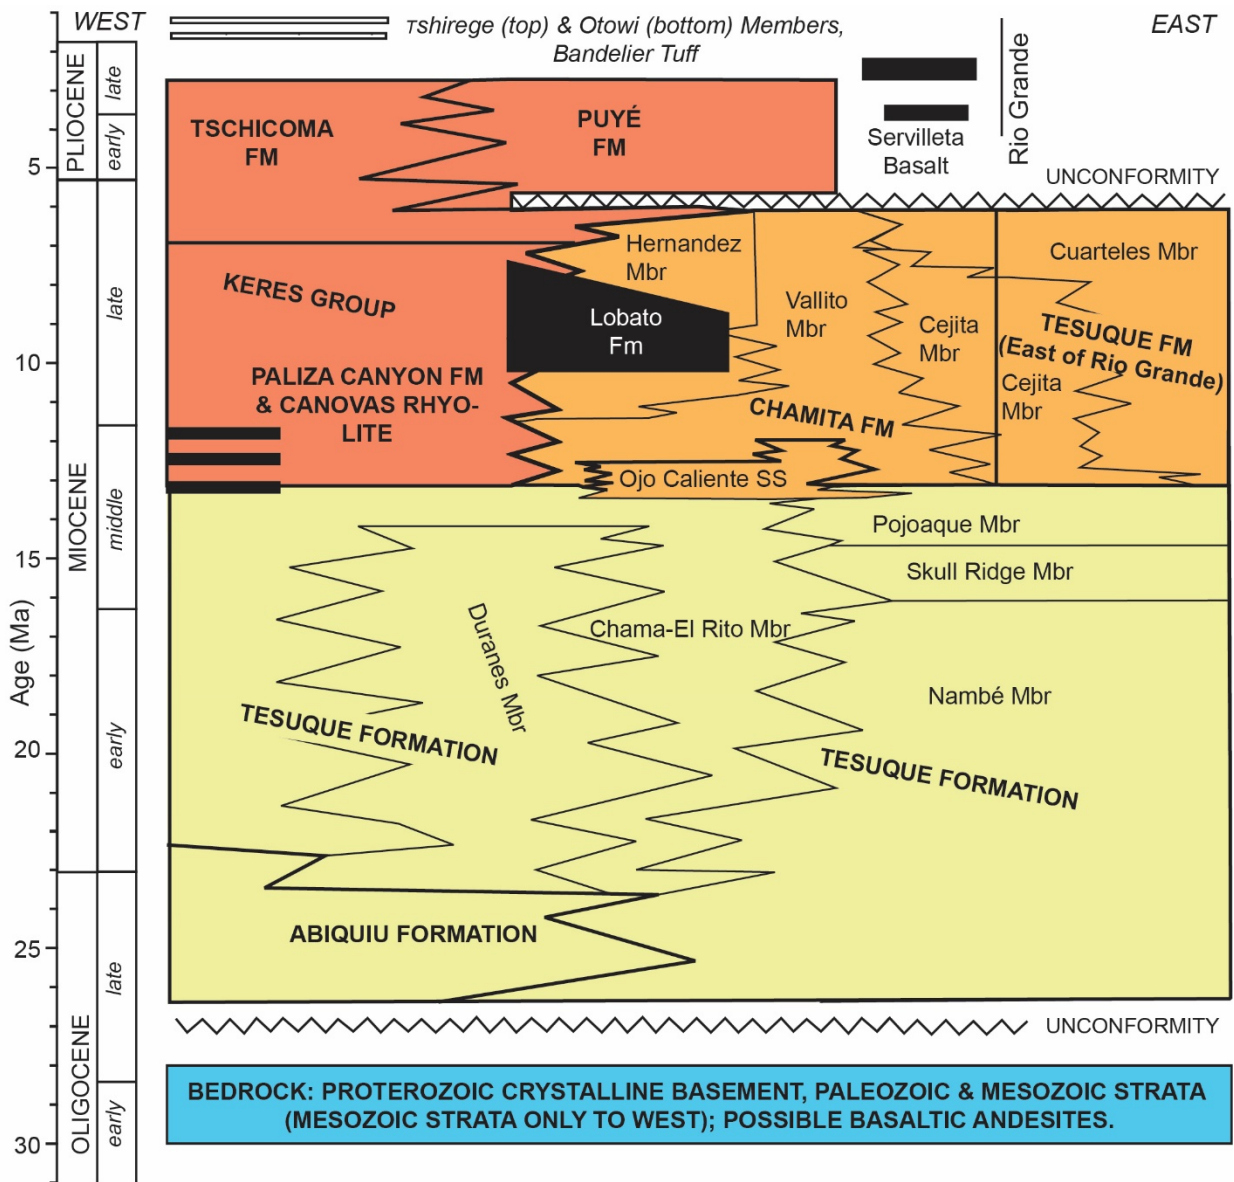 WEST
Tshirege (top) & Otowi (bottom) Members,
Bandelier Tuff
EAST
PLIOCENE
late
early
MIOCENE
late
middle
early
OLIGOCENE
late
early
Age (Ma)
5
10
15
20
25
30
TSCHICOMA
FM
PUYÉ
FM
Servilleta
Basalt
Rio Grande
UNCONFORMITY
KERES GROUP
PALIZA CANYON FM
& CANOVAS RHYO-
LITE
Hernandez
Mbr
Lobato
Fm
Vallito
Mbr
Cejita
Mbr
CHAMITA FM
Cuarteles Mbr
TESUQUE FM
(East of Rio Grande)
Cejita
Mbr
Ojo Caliente SS
Pojoaque Mbr
Skull Ridge Mbr
Duranes Mbr
Chama-El Rito Mbr
Nambé Mbr
TESUQUE FORMATION
TESUQUE FORMATION
ABIQUIU FORMATION
UNCONFORMITY
BEDROCK: PROTEROZOIC CRYSTALLINE BASEMENT, PALEOZOIC & MESOZOIC STRATA
(MESOZOIC STRATA ONLY TO WEST); POSSIBLE BASALTIC ANDESITES.